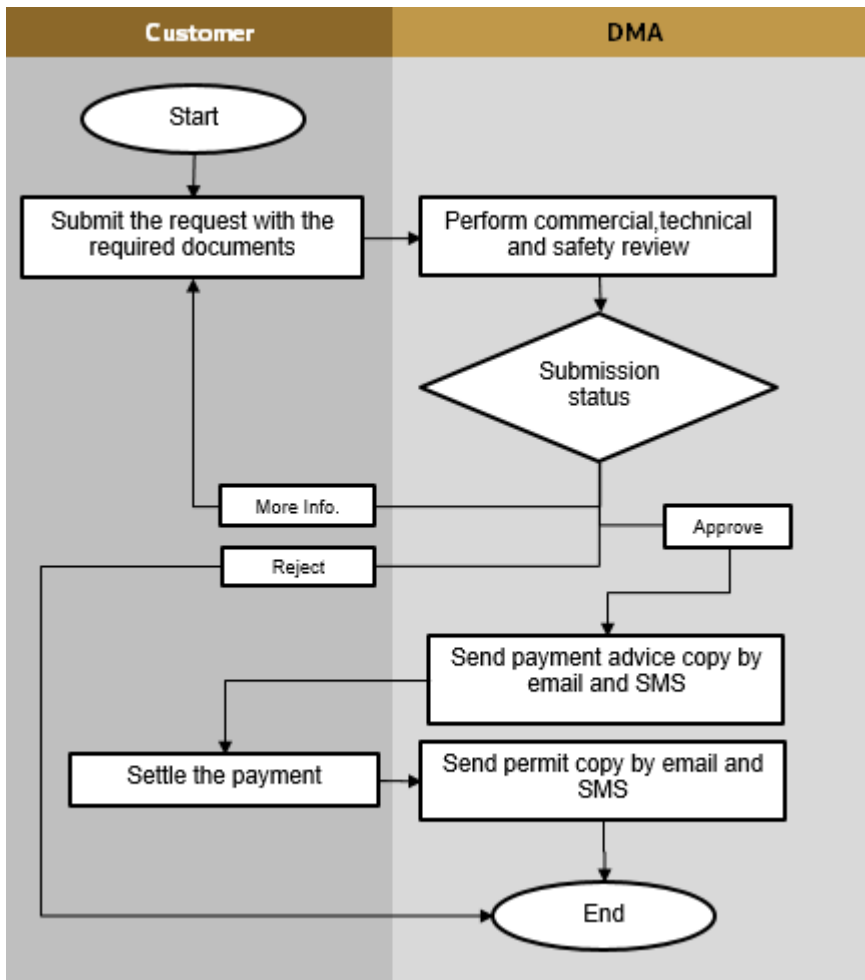 Customer
DMA
Start
Submit the request with the
required documents
Perform commercial,technical
and safety review
Submission
status
More Info.
Approve
Reject
Send payment advice copy by
email and SMS
Settle the payment
Send permit copy by email and
SMS
End